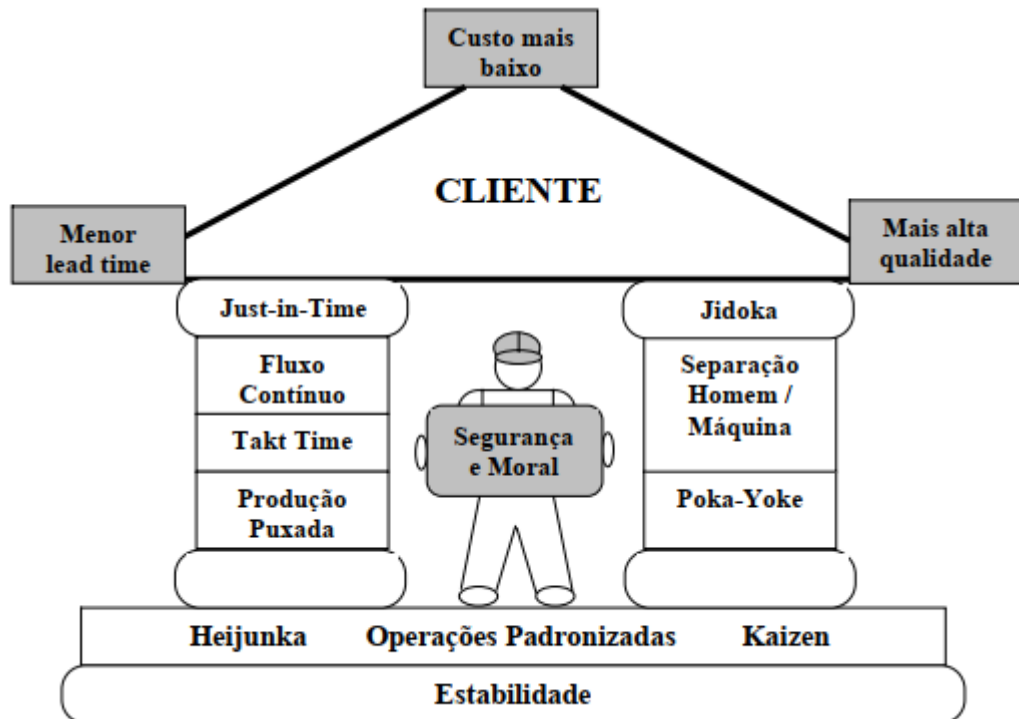 Custo mais
baixo
CLIENTE
Menor
lead time
Mais alta
qualidade
Just-in-Time
Fluxo
Contínuo
Takt Time
Produção
Puxada
Segurança
e Moral
Jidoka
Separação
Homem /
Máquina
Poka-Yoke
Heijunka Operações Padronizadas Kaizen
Estabilidade